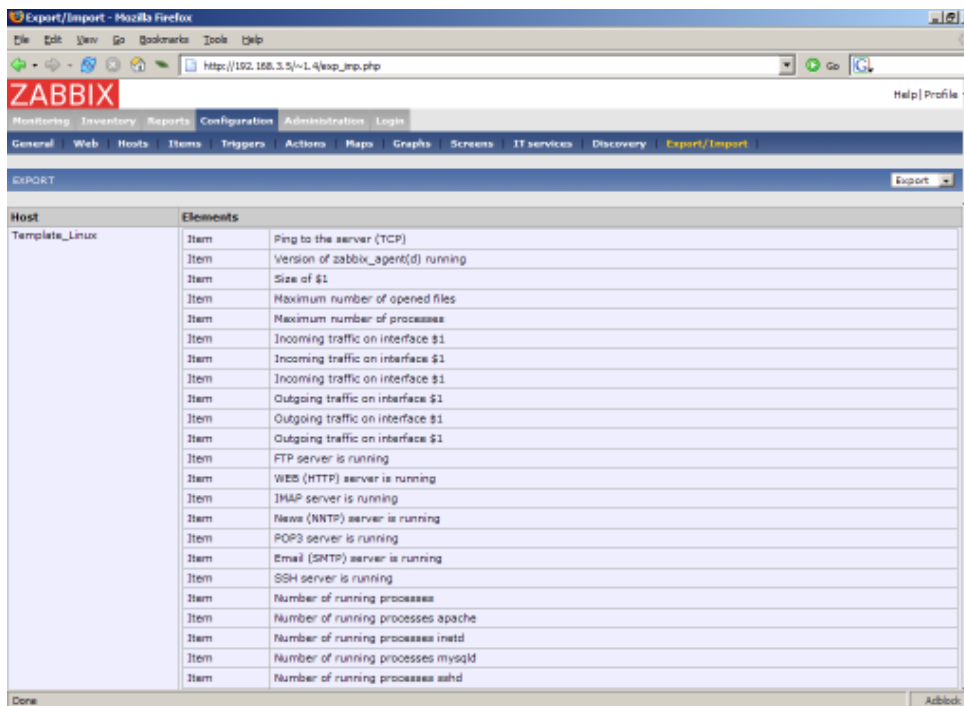 Export/Import - Mozilla Firefox
File Edit View Go Bookmarks Tools Help
http://192.168.3.5/~1.4/exp_imp.php Go
ZABBIX
Help | Profile
Monitoring Inventory Reports Configuration Administration Login
General Web Hosts Items Triggers Actions Maps Graphs Screens IT services Discovery Export/Import
EXPORT Export
Host Elements
Template_Linux Item Ping to the server (TCP)
Item Version of zabbix_agent(d) running
Item Size of $1
Item Maximum number of opened files
Item Maximum number of processes
Item Incoming traffic on interface $1
Item Incoming traffic on interface $1
Item Incoming traffic on interface $1
Item Outgoing traffic on interface $1
Item Outgoing traffic on interface $1
Item Outgoing traffic on interface $1
Item FTP server is running
Item WEB (HTTP) server is running
Item IMAP server is running
Item News (NNTP) server is running
Item POP3 server is running
Item Email (SMTP) server is running
Item SSH server is running
Item Number of running processes
Item Number of running processes apache
Item Number of running processes inetd
Item Number of running processes mysqld
Item Number of running processes sshd
Done Adblock